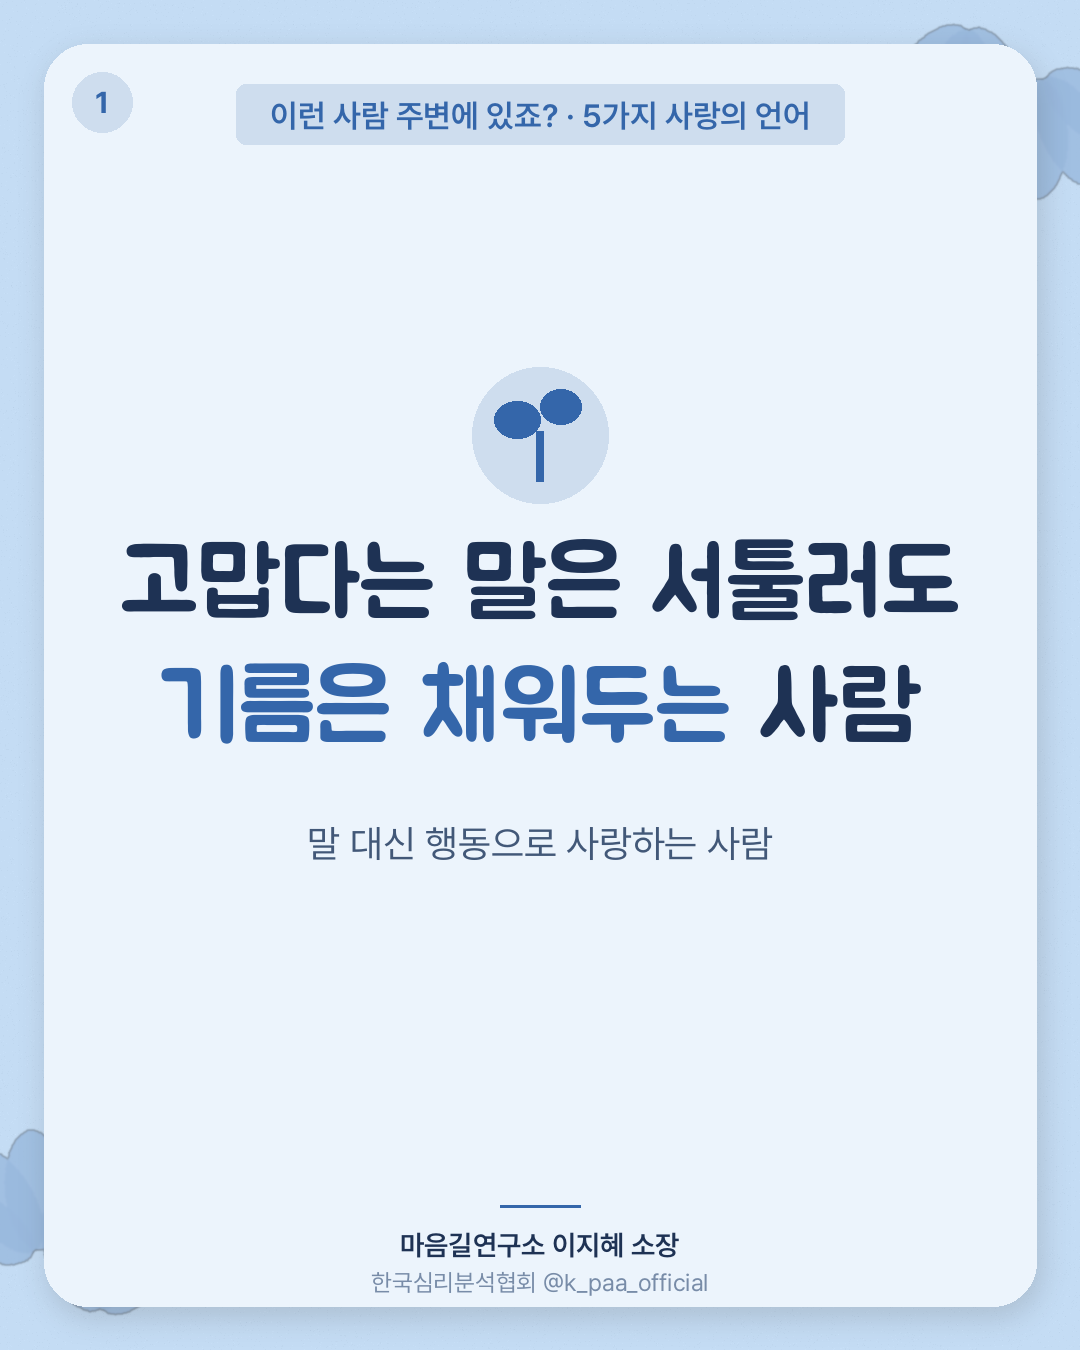 1
이런 사람 주변에 있죠? · 5가지 사랑의 언어
고맙다는 말은 서툴러도
기름은 채워두는 사람
말 대신 행동으로 사랑하는 사람
마음길연구소 이지혜 소장
한국심리분석협회 @k_paa_official